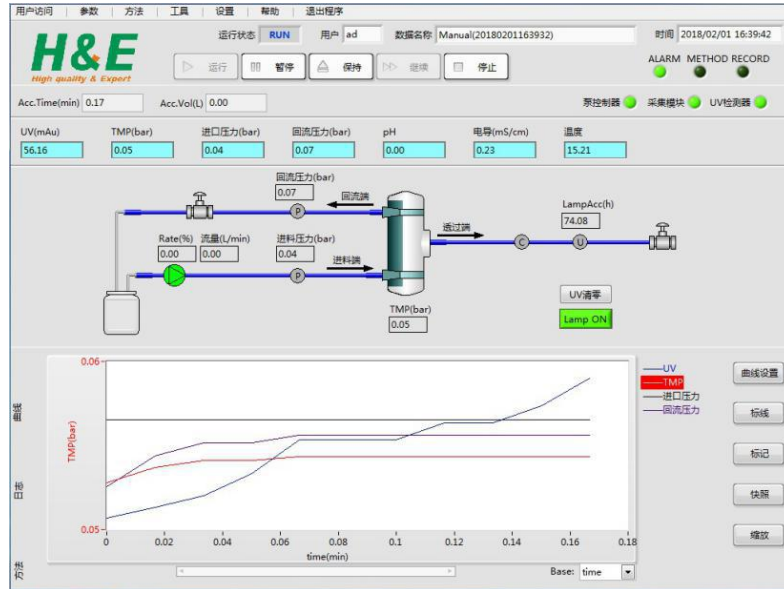 用户访问 参数 方法 工具 设置 帮助 退出程序
H&E
High quality & Expert
运行状态 RUN 用户 ad 数据名称 Manual(20180201163932) 时间 2018/02/01 16:39:42
运行 暂停 保持 继续 停止
ALARM METHOD RECORD
Acc.Time(min) 0.17 Acc.Vol(L) 0.00 泵控制器 采集模块 UV检测器
UV(mAu) TMP(bar) 进口压力(bar) 回流压力(bar) pH 电导(mS/cm) 温度
56.16 0.05 0.04 0.07 0.00 0.23 15.21
回流压力(bar)
0.07
P
回流端
LampAcc(h)
74.08
透过端
C
U
Rate(%) 流量(L/min) 进料压力(bar)
0.00 0.00 0.04
P
进料端
TMP(bar)
0.05
UV清零
Lamp ON
曲线
日志
方法
TMP(bar)
0.06
0.05
0 0.02 0.04 0.06 0.08 0.1 0.12 0.14 0.16 0.18
time(min)
UV
TMP
进口压力
回流压力
曲线设置
标线
标记
快照
缩放
Base: time